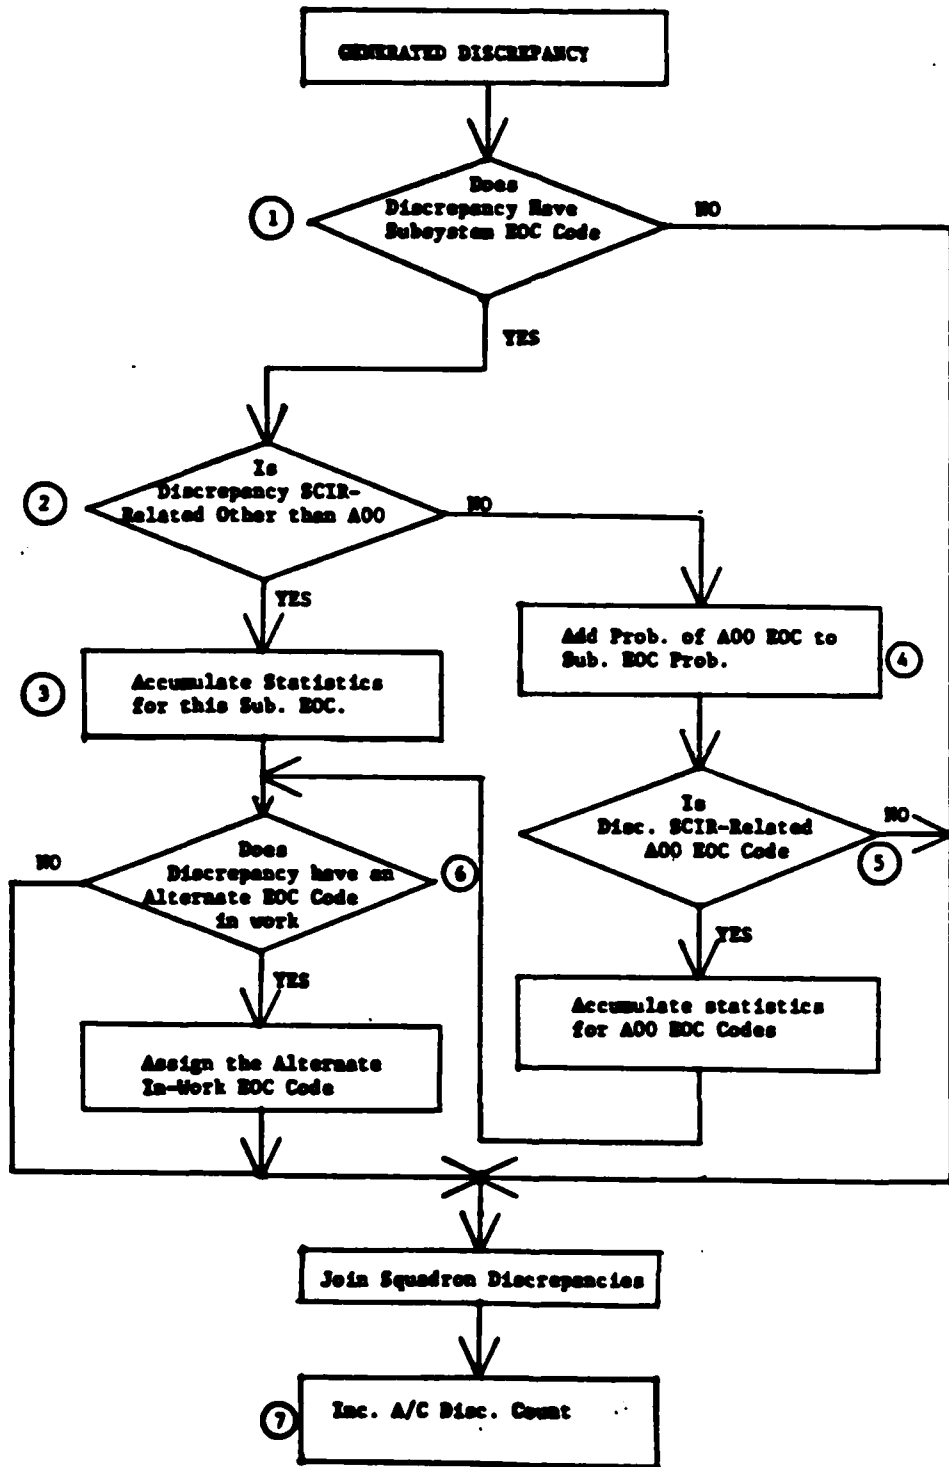 GENERATED DISCREPANCY
1
Does
Discrepancy Have
Subsystem EOC Code
NO
YES
2
Is
Discrepancy SCIR-
Related Other than A00
NO
YES
3
Accumulate Statistics
for this Sub. EOC.
Add Prob. of A00 EOC to
Sub. EOC Prob.
4
Is
Disc. SCIR-Related
A00 EOC Code
NO
5
YES
NO
Does
Discrepancy have an
Alternate EOC Code
in work
6
YES
Accumulate statistics
for A00 EOC Codes
Assign the Alternate
In-Work EOC Code
Join Squadron Discrepancies
7
Inc. A/C Disc. Count